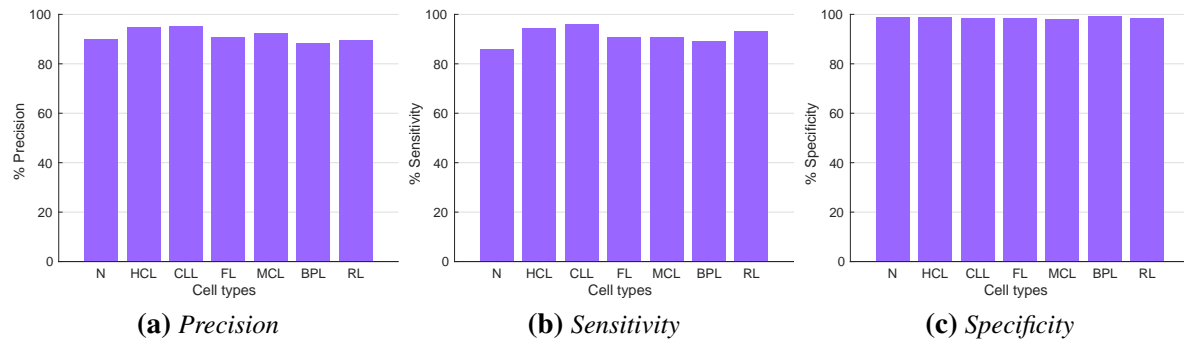 100
80
60
40
20
0
% Precision
N HCL CLL FL MCL BPL RL
Cell types
(a) Precision
100
80
60
40
20
0
% Sensitivity
N HCL CLL FL MCL BPL RL
Cell types
(b) Sensitivity
100
80
60
40
20
0
% Specificity
N HCL CLL FL MCL BPL RL
Cell types
(c) Specificity